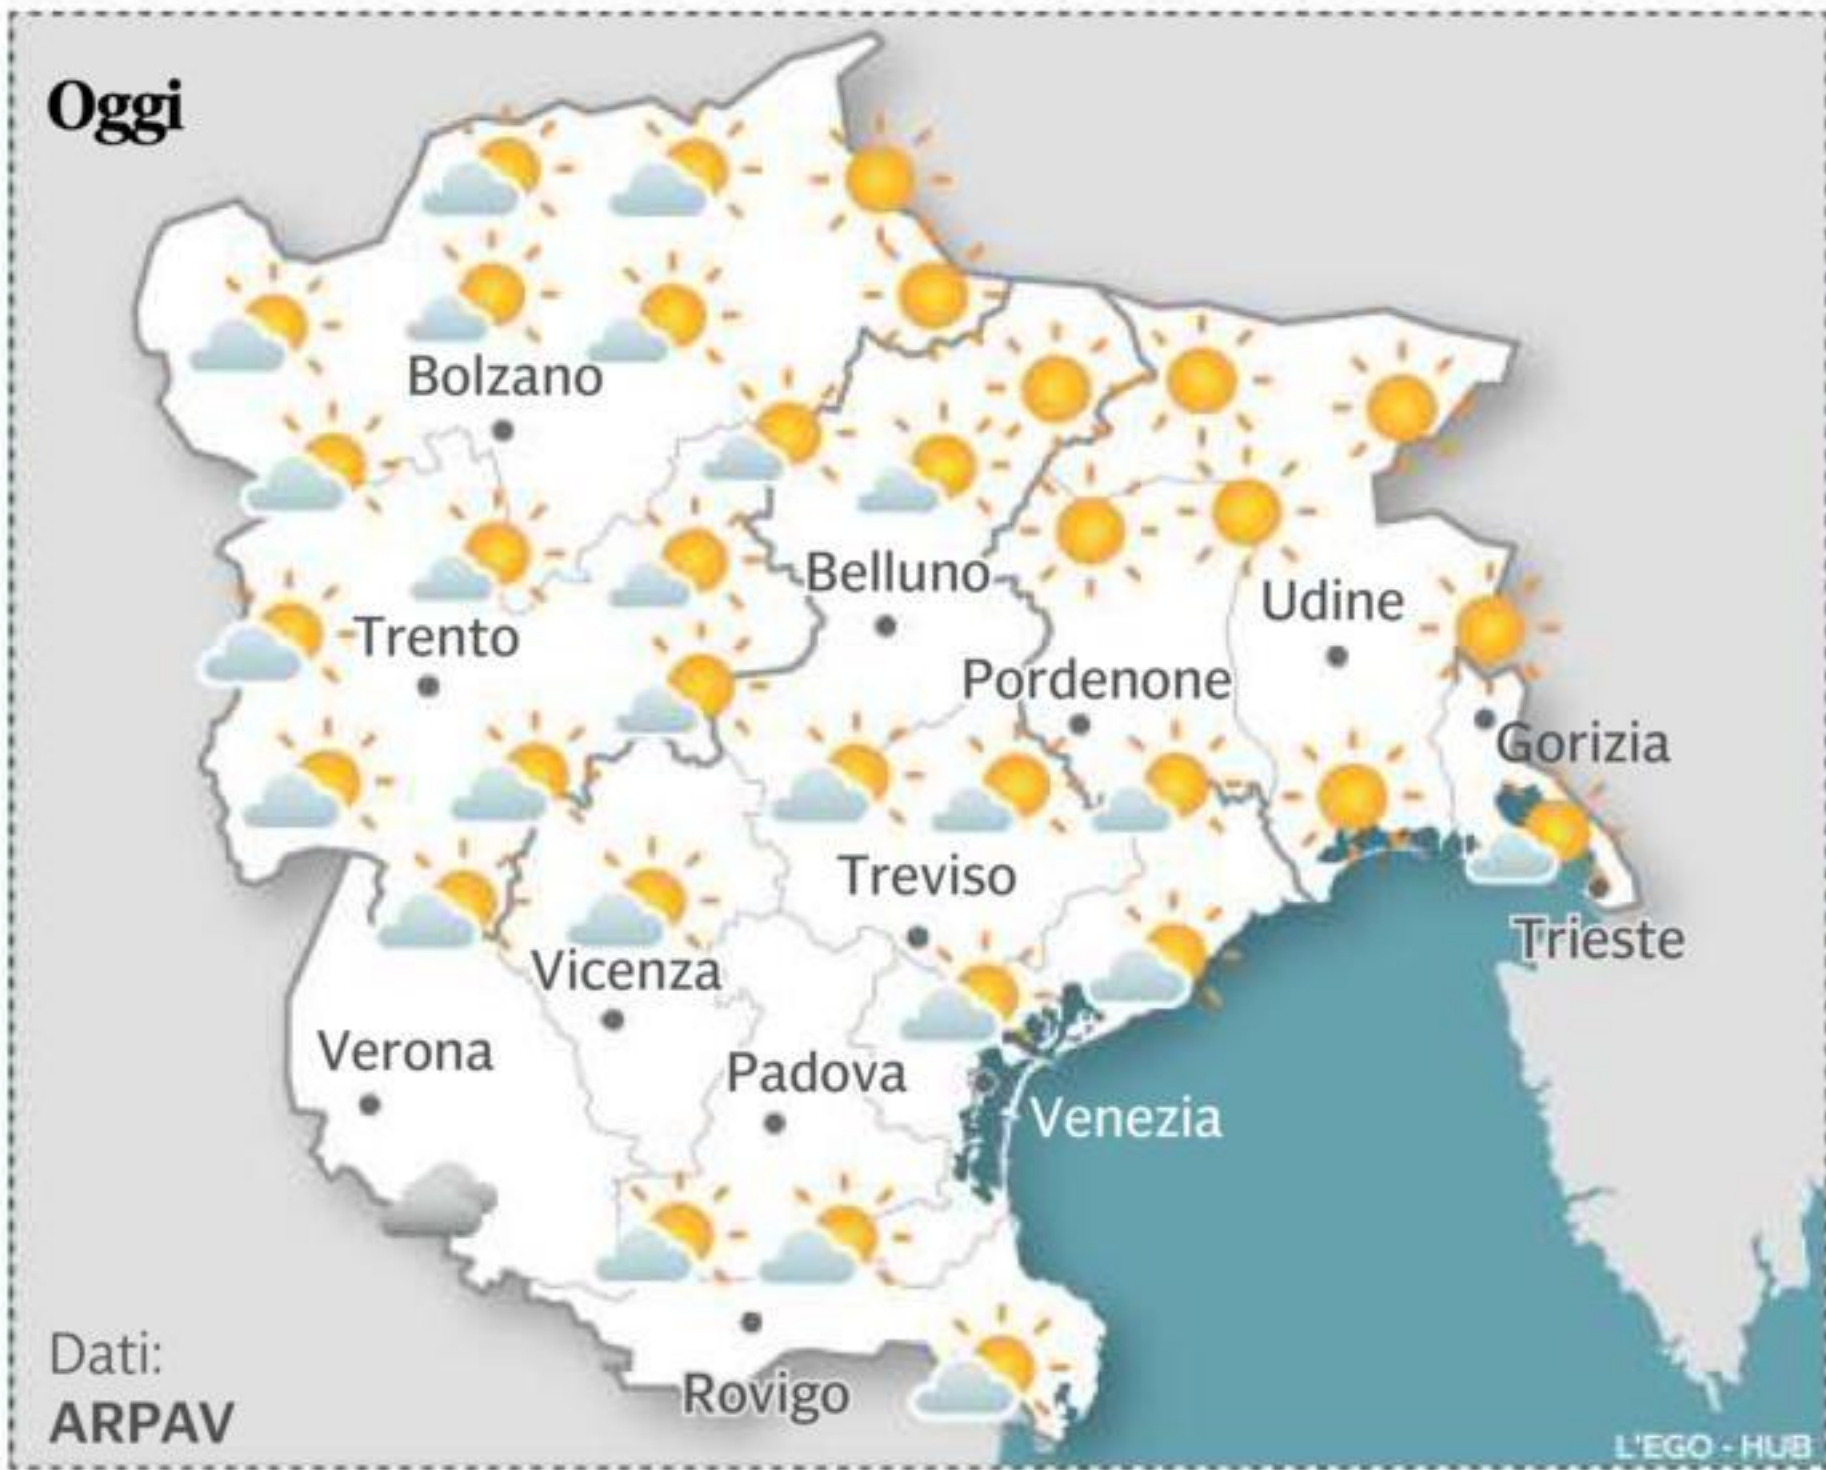 Oggi
Bolzano
Belluno
Udine
Trento
Pordenone
Gorizia
Treviso
Trieste
Vicenza
Verona
Padova
Venezia
Dati:
ARPAV
Rovigo
L'EGO - HUB